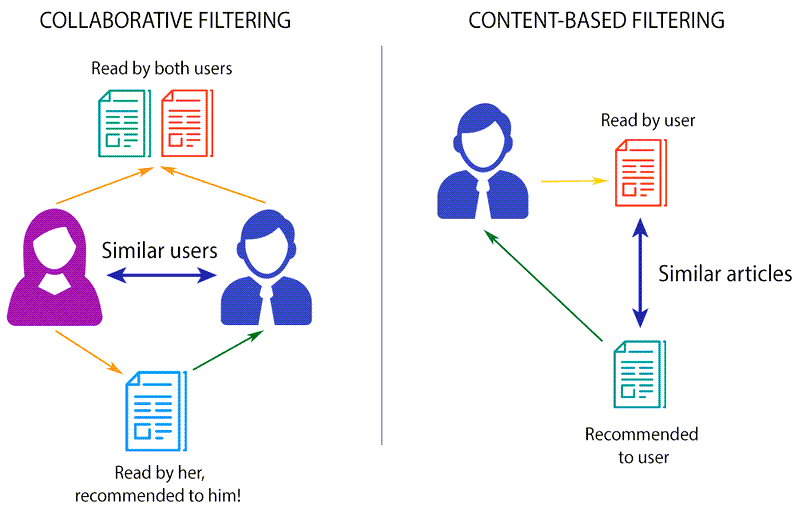 COLLABORATIVE FILTERING
Read by both users
Similar users
Read by her,
recommended to him!
CONTENT-BASED FILTERING
Read by user
Similar articles
Recommended
to user